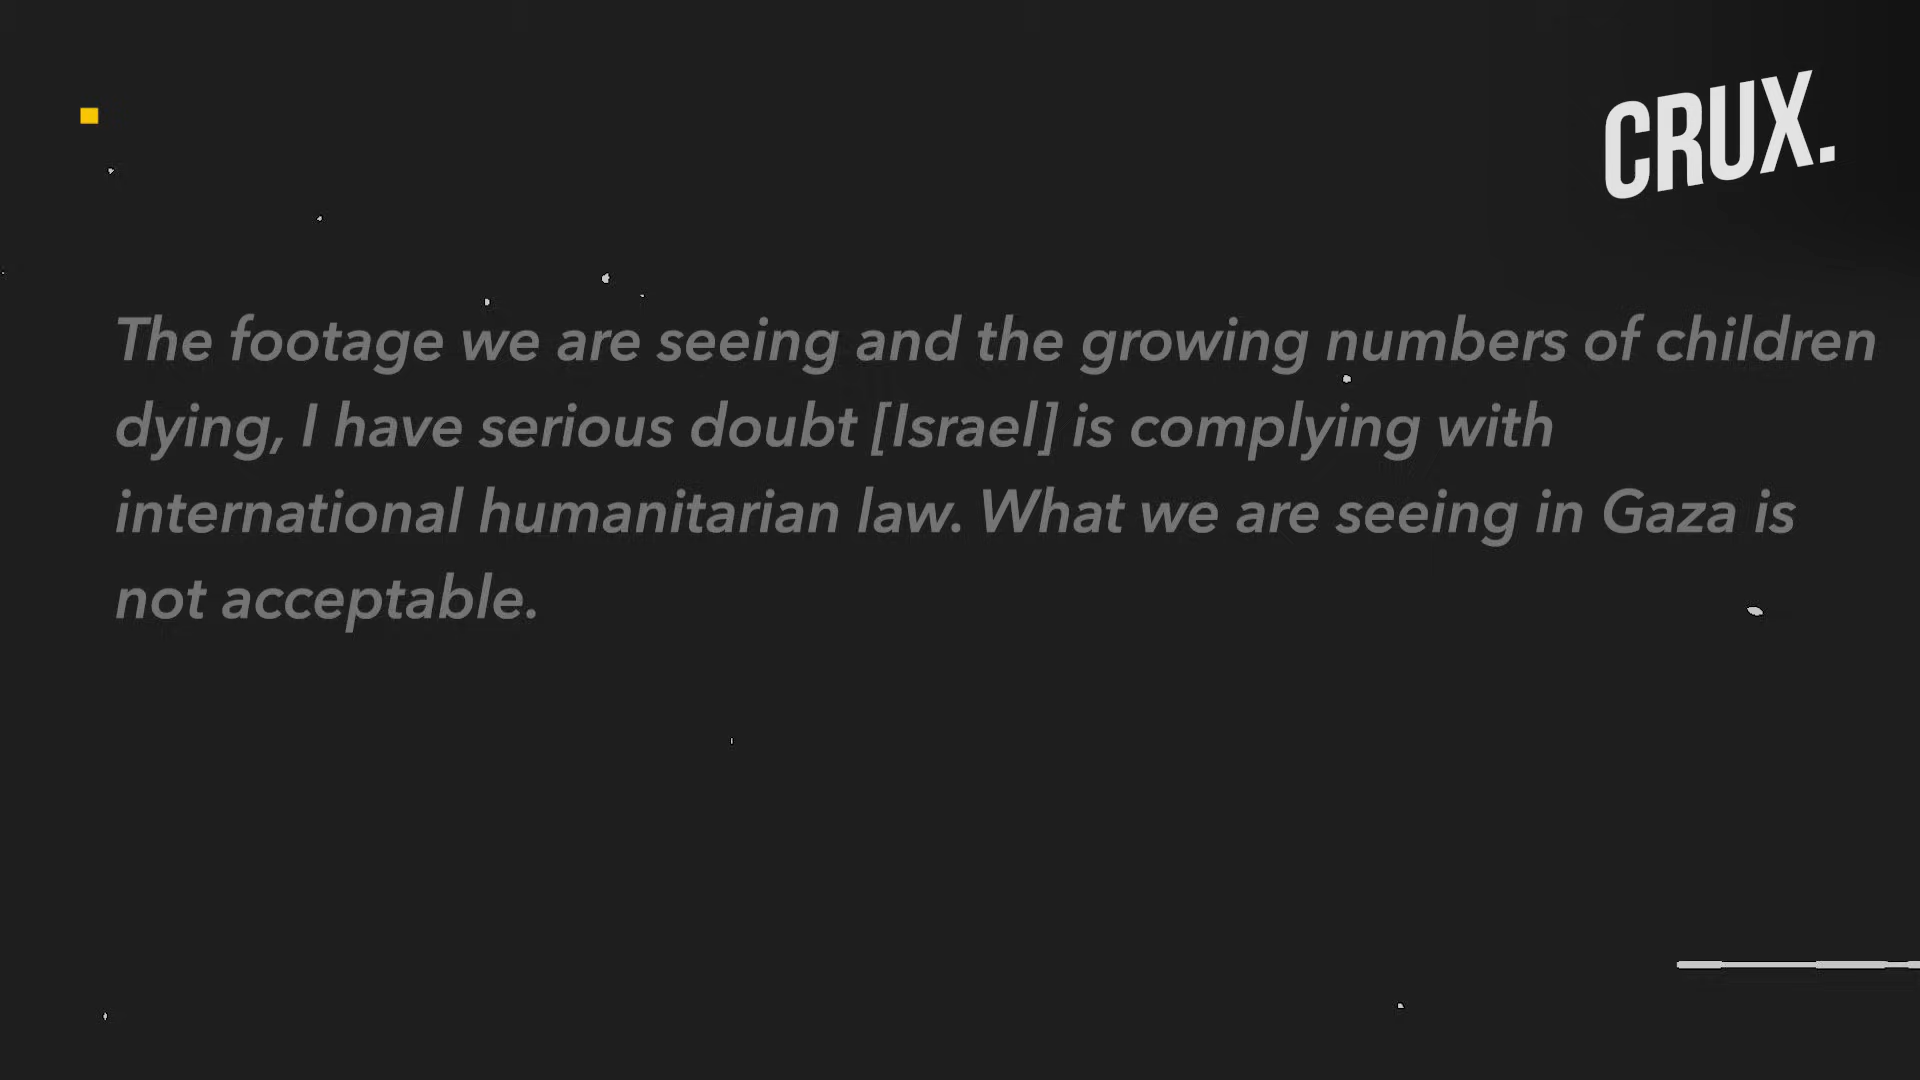 CRUX.
The footage we are seeing and the growing numbers of children
dying, I have serious doubt [Israel] is complying with
international humanitarian law. What we are seeing in Gaza is
not acceptable.